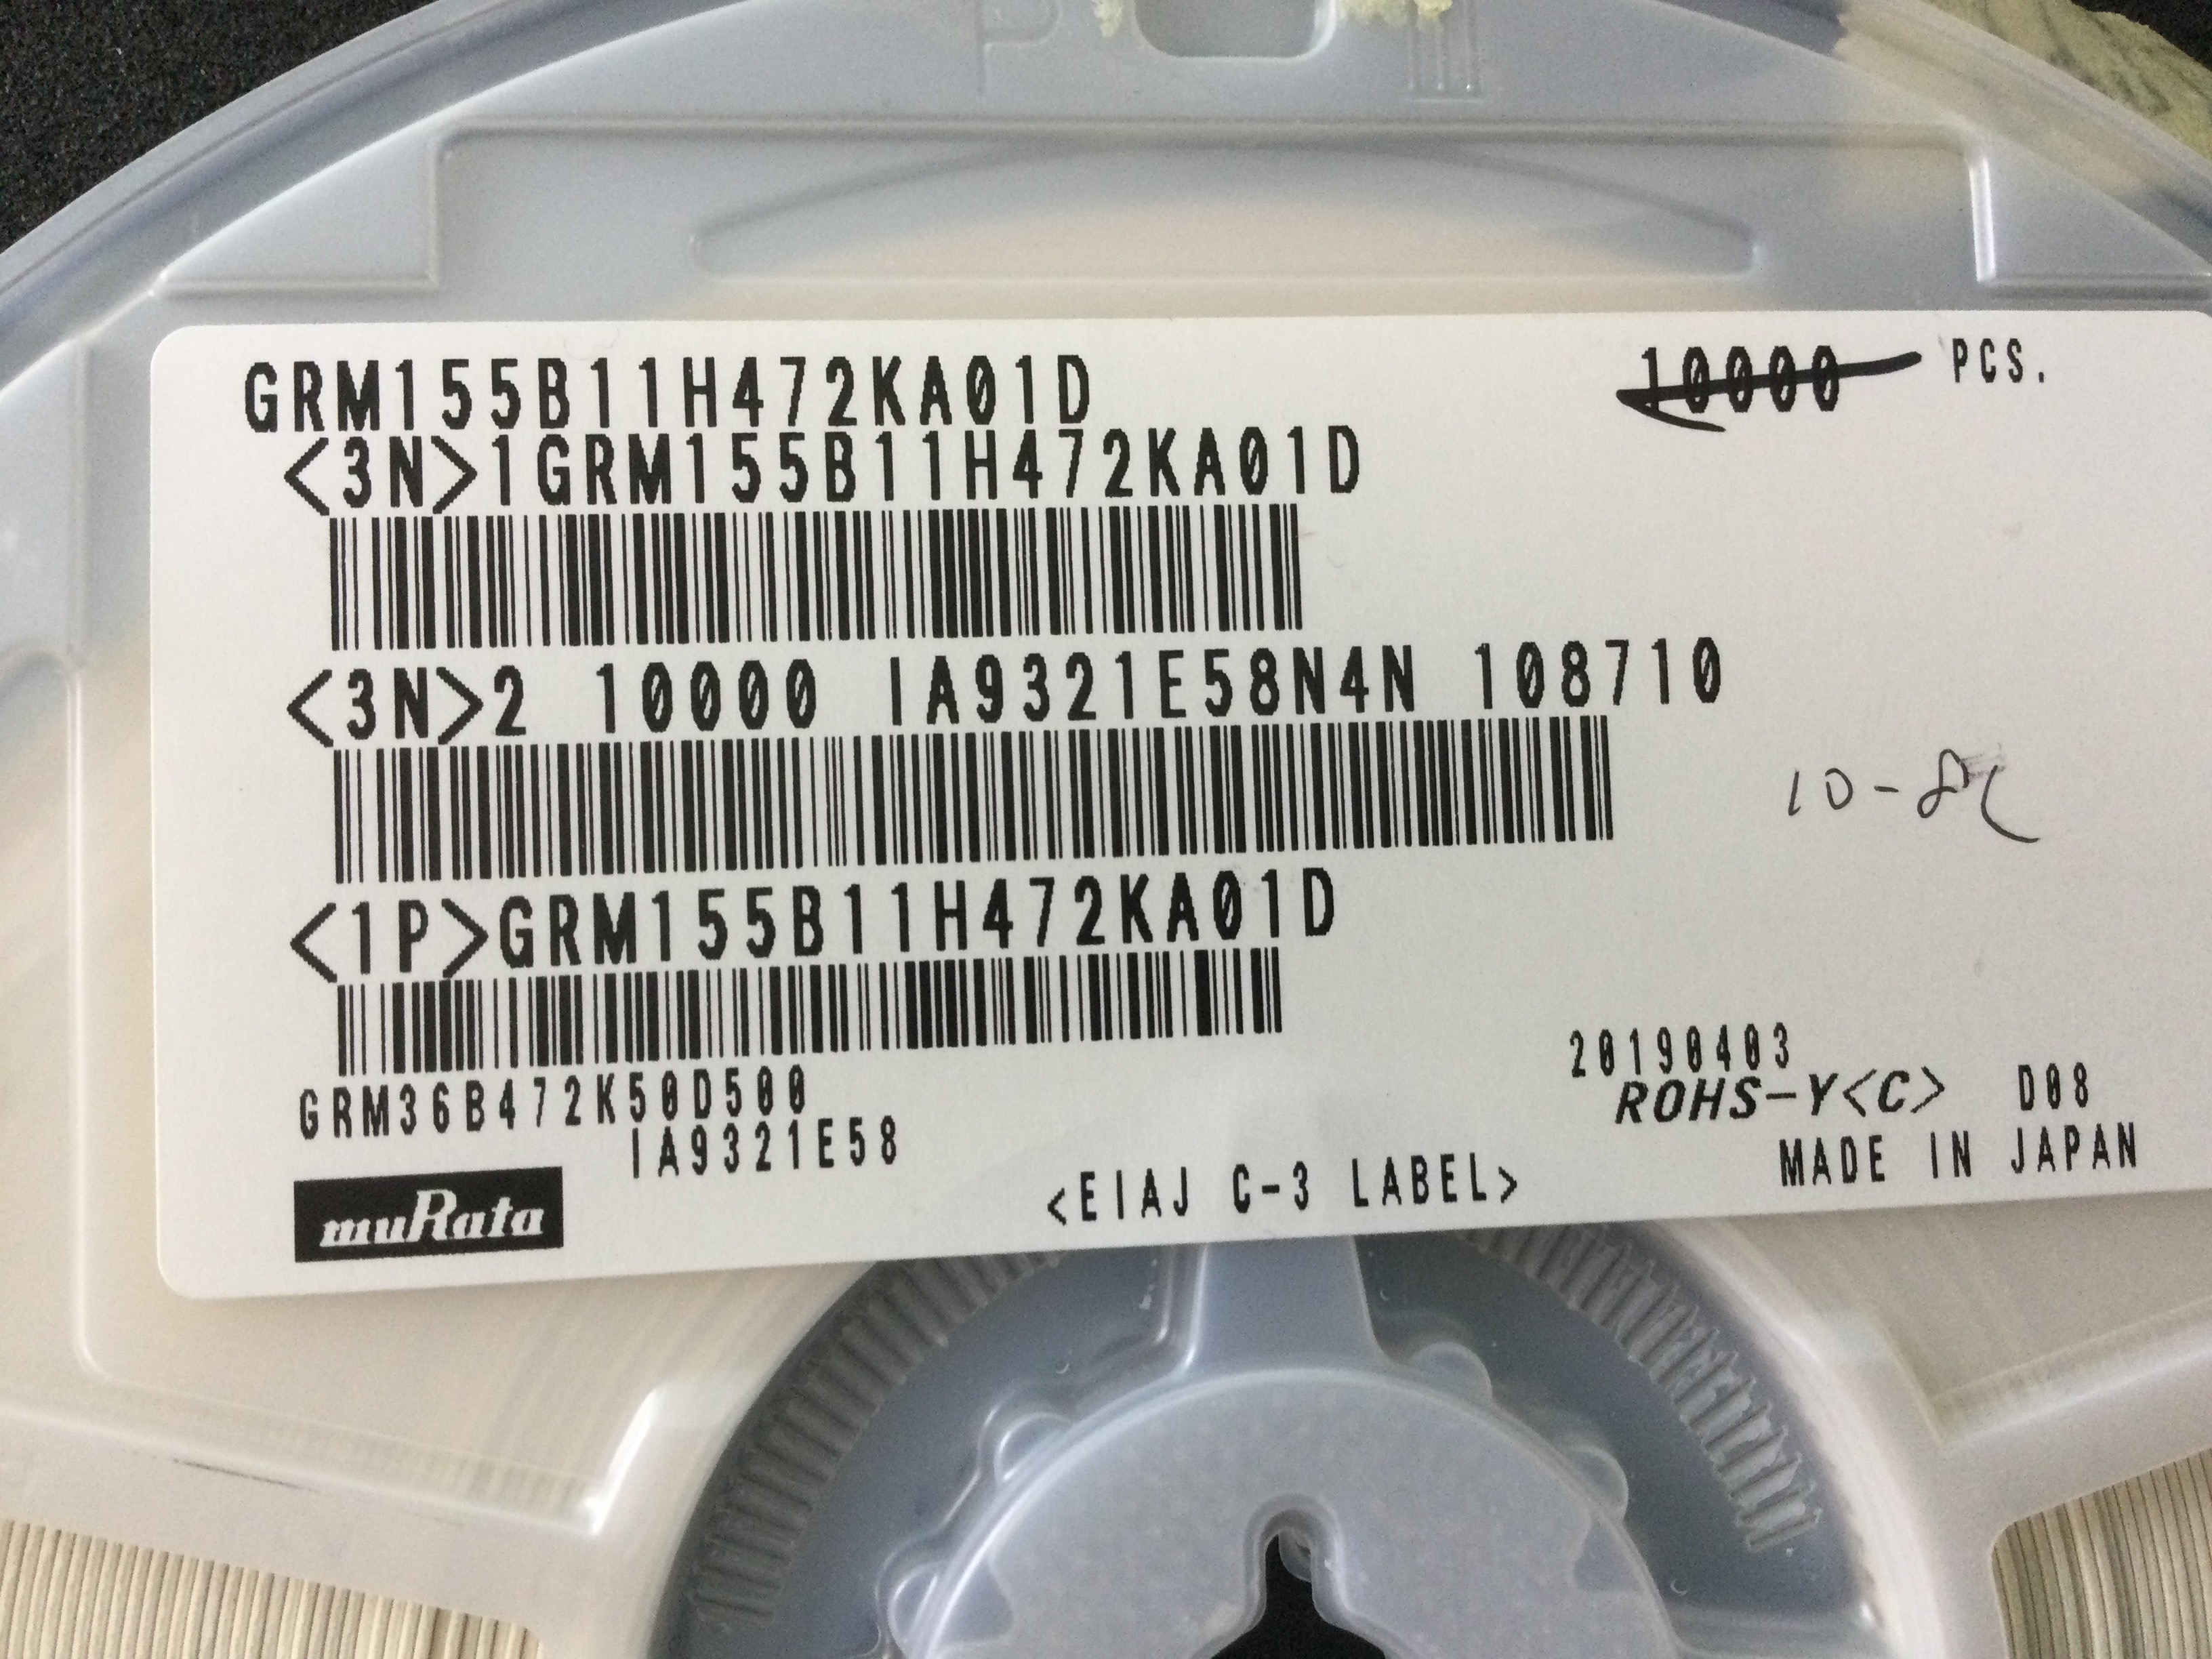 GRM155B11H472KA01D
10000 PCS.
<3N>1GRM155B11H472KA01D
<3N>2 10000 IA9321E58N4N 108710
10-
<1P>GRM155B11H472KA01D
20190403
GRM36B472K50D500
ROHS-Y<C> D08
IA9321E58
MADE IN JAPAN
<EIAJ C-3 LABEL>
muRata